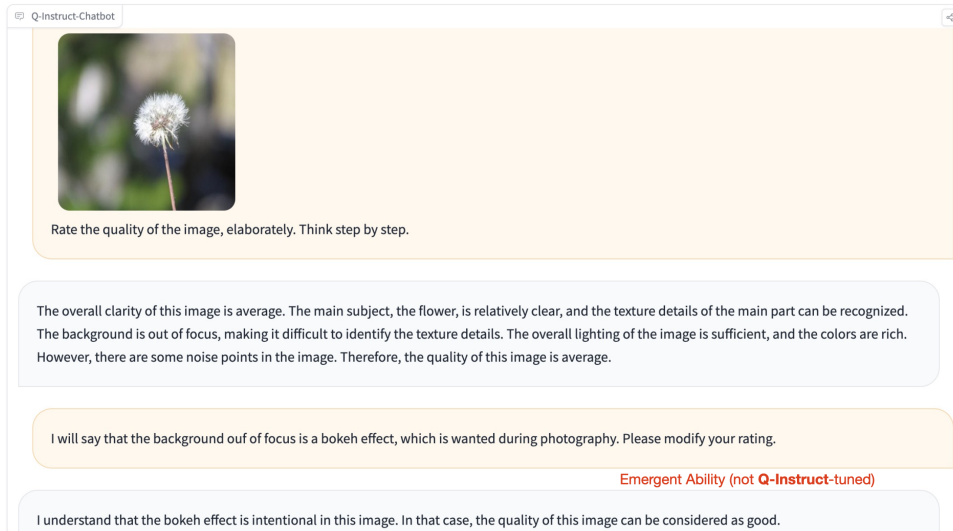 Q-Instruct-Chatbot
Rate the quality of the image, elaborately. Think step by step.
The overall clarity of this image is average. The main subject, the flower, is relatively clear, and the texture details of the main part can be recognized.
The background is out of focus, making it difficult to identify the texture details. The overall lighting of the image is sufficient, and the colors are rich.
However, there are some noise points in the image. Therefore, the quality of this image is average.
I will say that the background ouf of focus is a bokeh effect, which is wanted during photography. Please modify your rating.
Emergent Ability (not Q-Instruct-tuned)
I understand that the bokeh effect is intentional in this image. In that case, the quality of this image can be considered as good.